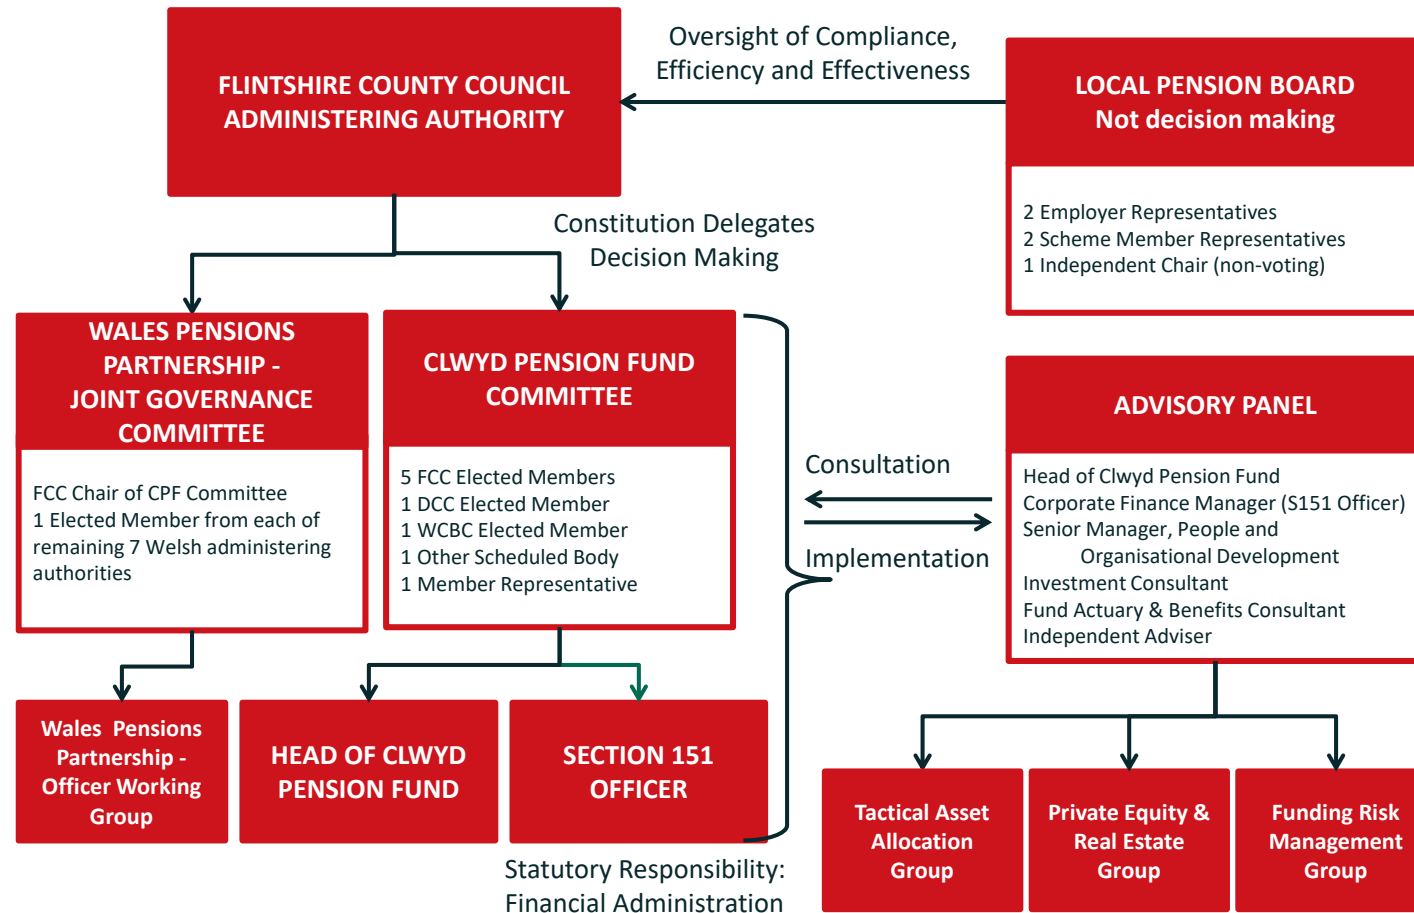 FLINTSHIRE COUNTY COUNCIL
ADMINISTERING AUTHORITY
Oversight of Compliance,
Efficiency and Effectiveness
LOCAL PENSION BOARD
Not decision making
2 Employer Representatives
2 Scheme Member Representatives
1 Independent Chair (non-voting)
Constitution Delegates
Decision Making
WALES PENSIONS
PARTNERSHIP -
JOINT GOVERNANCE
COMMITTEE
FCC Chair of CPF Committee
1 Elected Member from each of
remaining 7 Welsh administering
authorities
CLWYD PENSION FUND
COMMITTEE
5 FCC Elected Members
1 DCC Elected Member
1 WCBC Elected Member
1 Other Scheduled Body
1 Member Representative
Consultation
Implementation
ADVISORY PANEL
Head of Clwyd Pension Fund
Corporate Finance Manager (S151 Officer)
Senior Manager, People and
Organisational Development
Investment Consultant
Fund Actuary & Benefits Consultant
Independent Adviser
Wales Pensions
Partnership -
Officer Working
Group
HEAD OF CLWYD
PENSION FUND
SECTION 151
OFFICER
Statutory Responsibility:
Financial Administration
Tactical Asset
Allocation
Group
Private Equity &
Real Estate
Group
Funding Risk
Management
Group